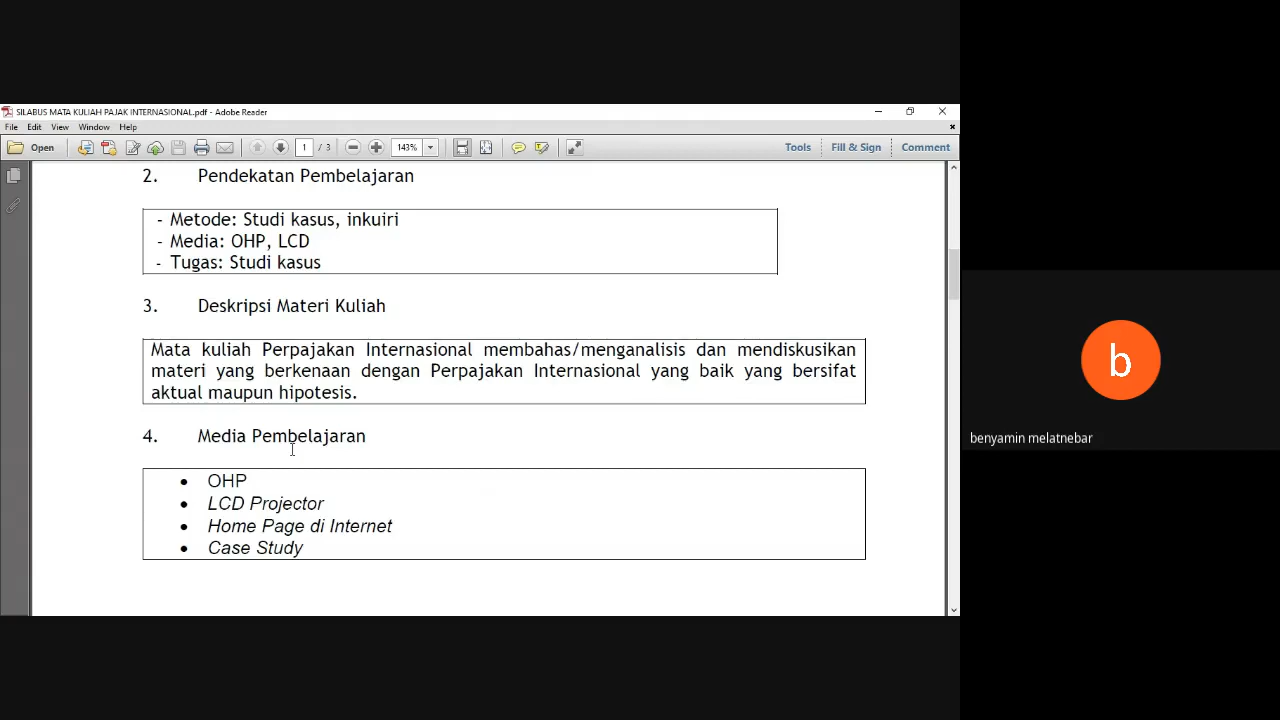 SILABUS MATA KULIAH PAJAK INTERNASIONAL.pdf - Adobe Reader
File Edit View Window Help
Open 1 / 3 143% Tools Fill & Sign Comment
2. Pendekatan Pembelajaran
- Metode: Studi kasus, inkuiri
- Media: OHP, LCD
- Tugas: Studi kasus
3. Deskripsi Materi Kuliah
Mata kuliah Perpajakan Internasional membahas/menganalisis dan mendiskusikan
materi yang berkenaan dengan Perpajakan Internasional yang baik yang bersifat
aktual maupun hipotesis.
4. Media Pembelajaran
• OHP
• LCD Projector
• Home Page di Internet
• Case Study
b
benyamin melatnebar